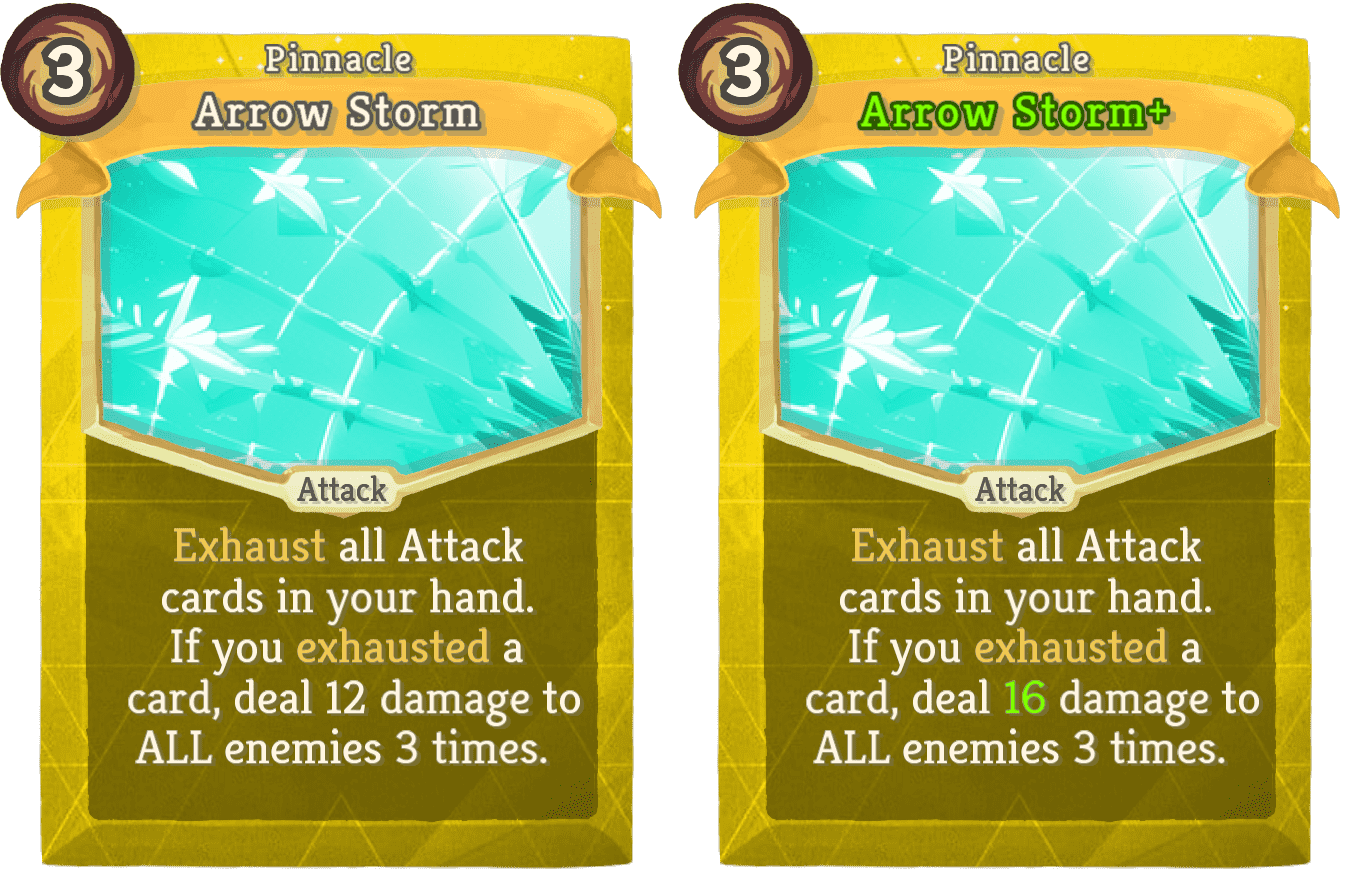 3
Pinnacle
Arrow Storm
Attack
Exhaust all Attack
cards in your hand.
If you exhausted a
card, deal 12 damage to
ALL enemies 3 times.
3
Pinnacle
Arrow Storm+
Attack
Exhaust all Attack
cards in your hand.
If you exhausted a
card, deal 16 damage to
ALL enemies 3 times.